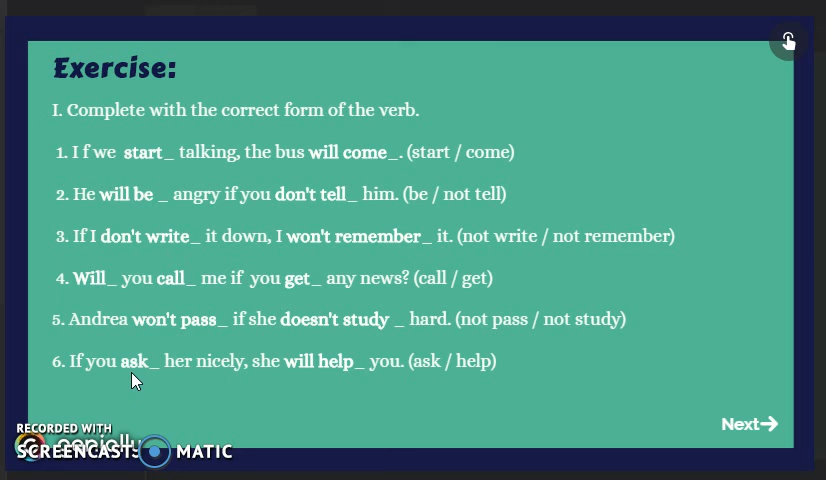 Exercise:
I. Complete with the correct form of the verb.
1. I f we start_ talking, the bus will come_. (start / come)
2. He will be _ angry if you don't tell_ him. (be / not tell)
3. If I don't write_ it down, I won't remember_ it. (not write / not remember)
4. Will_ you call_ me if you get_ any news? (call / get)
5. Andrea won't pass_ if she doesn't study _ hard. (not pass / not study)
6. If you ask_ her nicely, she will help_ you. (ask / help)
Next→
RECORDED WITH
SCREENCAST MATIC